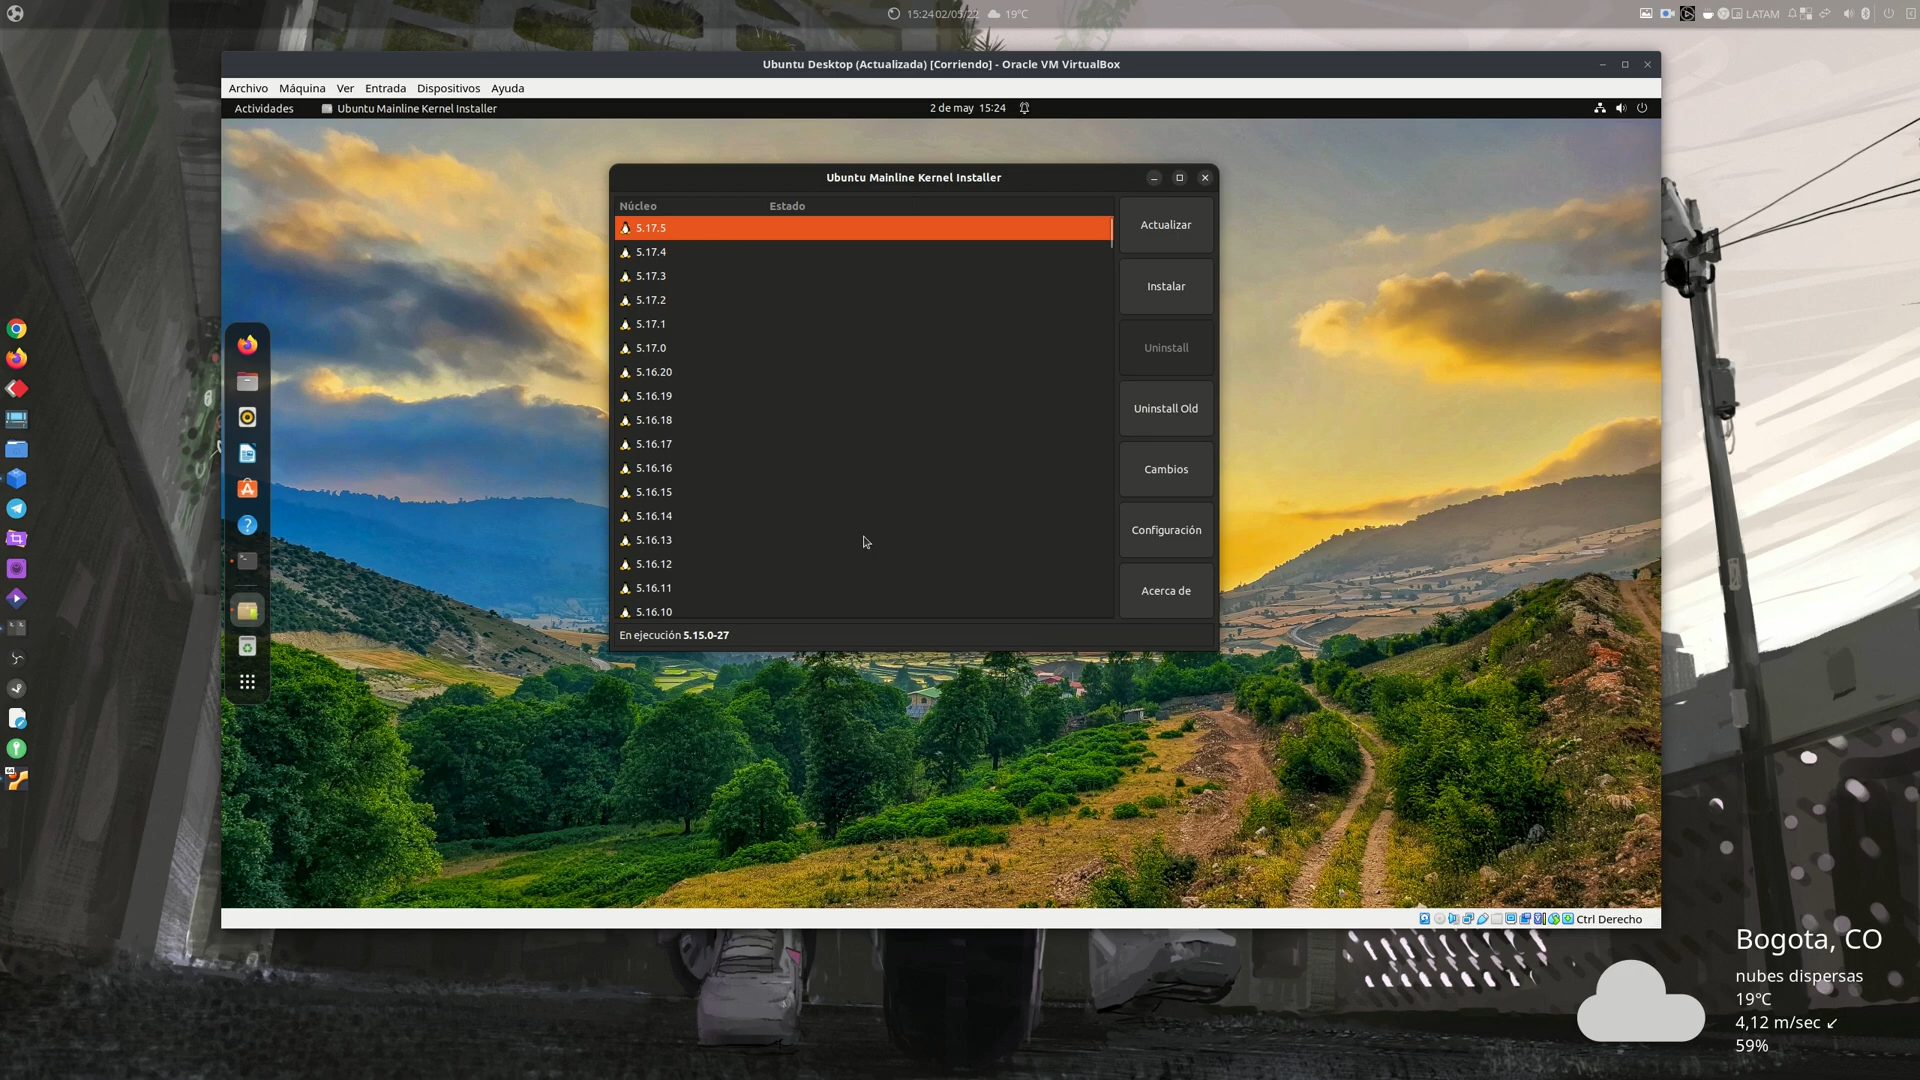 15:24 02/05/22 19°C
LATAM
Ubuntu Desktop (Actualizada) [Corriendo] - Oracle VM VirtualBox
Archivo Máquina Ver Entrada Dispositivos Ayuda
Actividades Ubuntu Mainline Kernel Installer 2 de may 15:24
Ubuntu Mainline Kernel Installer
Núcleo Estado
5.17.5
5.17.4
5.17.3
5.17.2
5.17.1
5.17.0
5.16.20
5.16.19
5.16.18
5.16.17
5.16.16
5.16.15
5.16.14
5.16.13
5.16.12
5.16.11
5.16.10
Actualizar
Instalar
Uninstall
Uninstall Old
Cambios
Configuración
Acerca de
En ejecución 5.15.0-27
Ctrl Derecho
Bogota, CO
nubes dispersas
19°C
4,12 m/sec ↙
59%